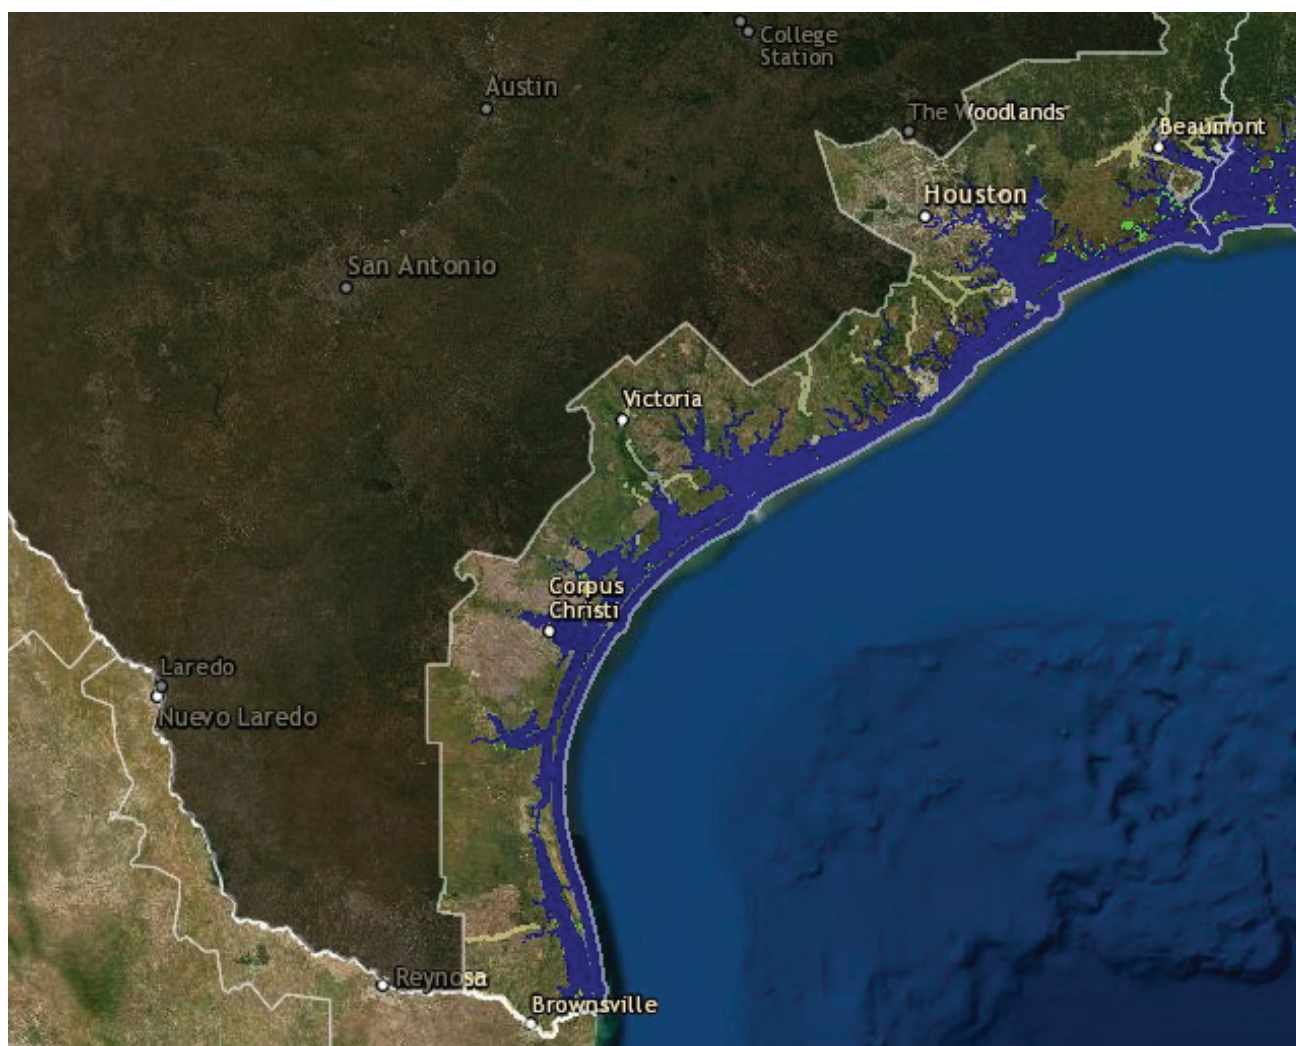 College
Station
Austin
The Woodlands
Beaumont
Houston
San Antonio
Victoria
Corpus
Christi
Laredo
Nuevo Laredo
Reynosa
Brownsville